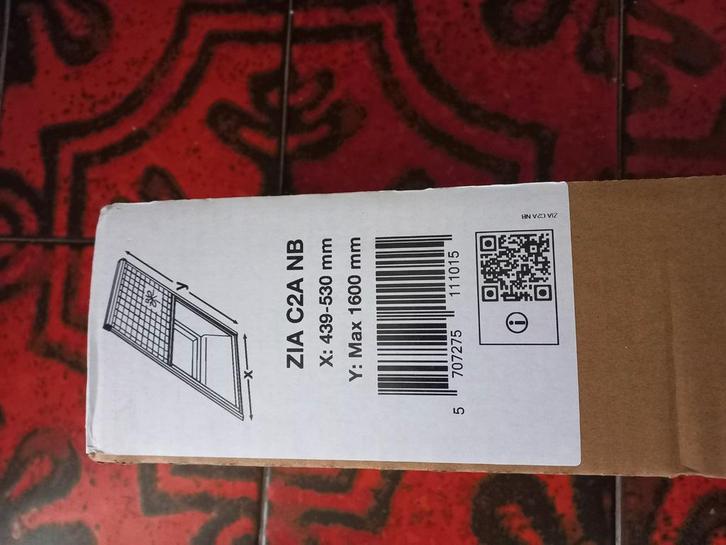 Y
X
ZIA C2A NB
X: 439-530 mm
Y: Max 1600 mm
5 707275 111015
ZIA C2A NB
i